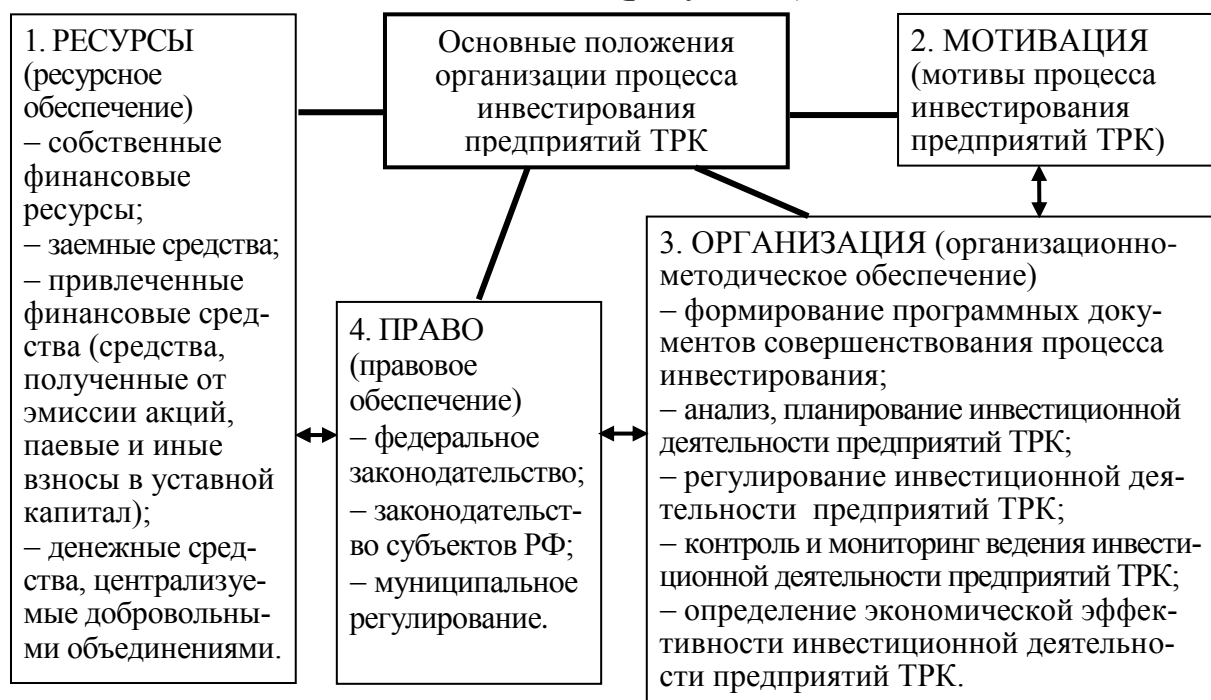 1. РЕСУРСЫ
(ресурсное
обеспечение)
– собственные
финансовые
ресурсы;
– заемные средства;
– привлеченные
финансовые сред-
ства (средства,
полученные от
эмиссии акций,
паевые и иные
взносы в уставной
капитал);
– денежные сред-
ства, централизуе-
мые добровольны-
ми объединениями.
Основные положения
организации процесса
инвестирования
предприятий ТРК
2. МОТИВАЦИЯ
(мотивы процесса
инвестирования
предприятий ТРК)
4. ПРАВО
(правовое
обеспечение)
– федеральное
законодательство;
– законодательст-
во субъектов РФ;
– муниципальное
регулирование.
3. ОРГАНИЗАЦИЯ (организационно-
методическое обеспечение)
– формирование программных доку-
ментов совершенствования процесса
инвестирования;
– анализ, планирование инвестиционной
деятельности предприятий ТРК;
– регулирование инвестиционной дея-
тельности предприятий ТРК;
– контроль и мониторинг ведения инвести-
ционной деятельности предприятий ТРК;
– определение экономической эффек-
тивности инвестиционной деятельно-
сти предприятий ТРК.